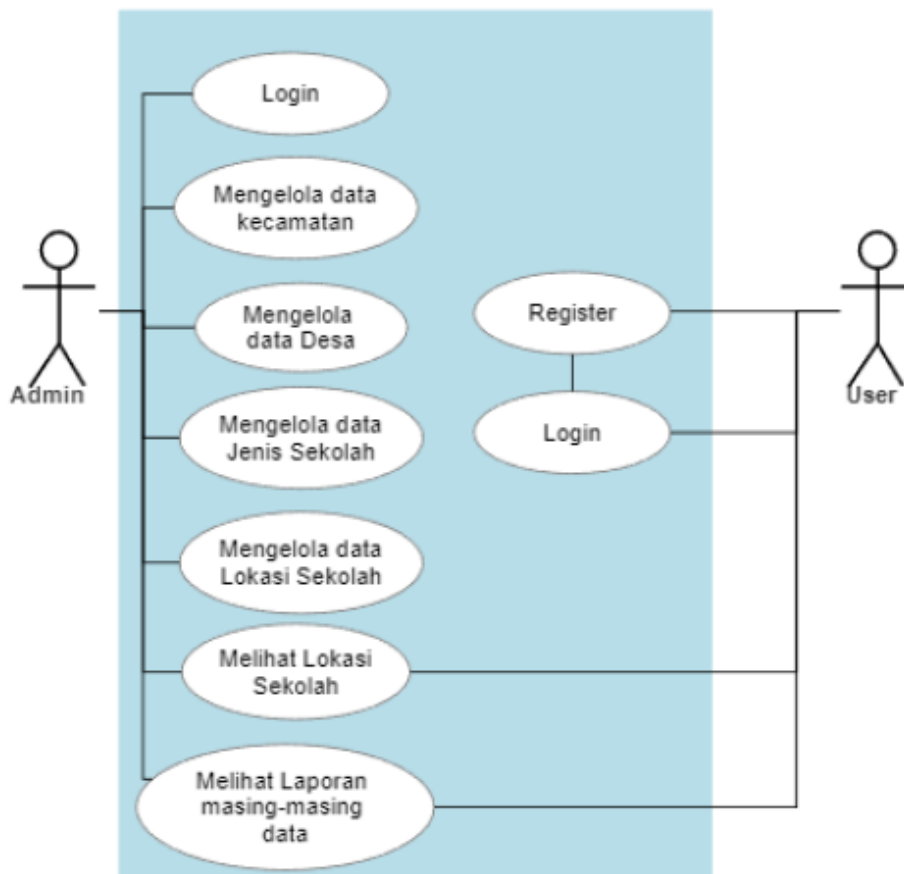 Login
Mengelola data
kecamatan
Mengelola
data Desa
Mengelola data
Jenis Sekolah
Mengelola data
Lokasi Sekolah
Melihat Lokasi
Sekolah
Melihat Laporan
masing-masing
data
Register
Login
Admin
User